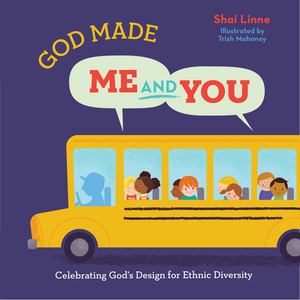 Shai Linne
Illustrated by
Trish Mahoney
GOD MADE
ME AND YOU
Celebrating God's Design for Ethnic Diversity